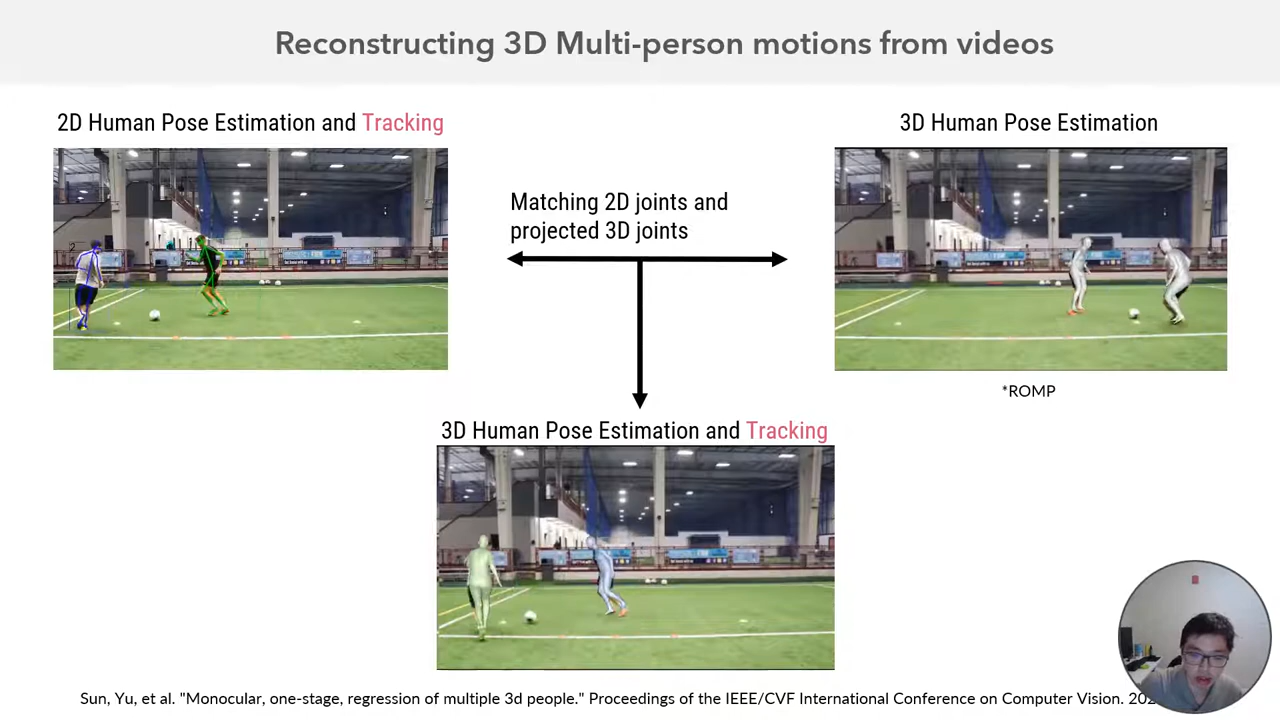 Reconstructing 3D Multi-person motions from videos
2D Human Pose Estimation and Tracking
3D Human Pose Estimation
Matching 2D joints and
projected 3D joints
2
*ROMP
3D Human Pose Estimation and Tracking
Sun, Yu, et al. "Monocular, one-stage, regression of multiple 3d people." Proceedings of the IEEE/CVF International Conference on Computer Vision.